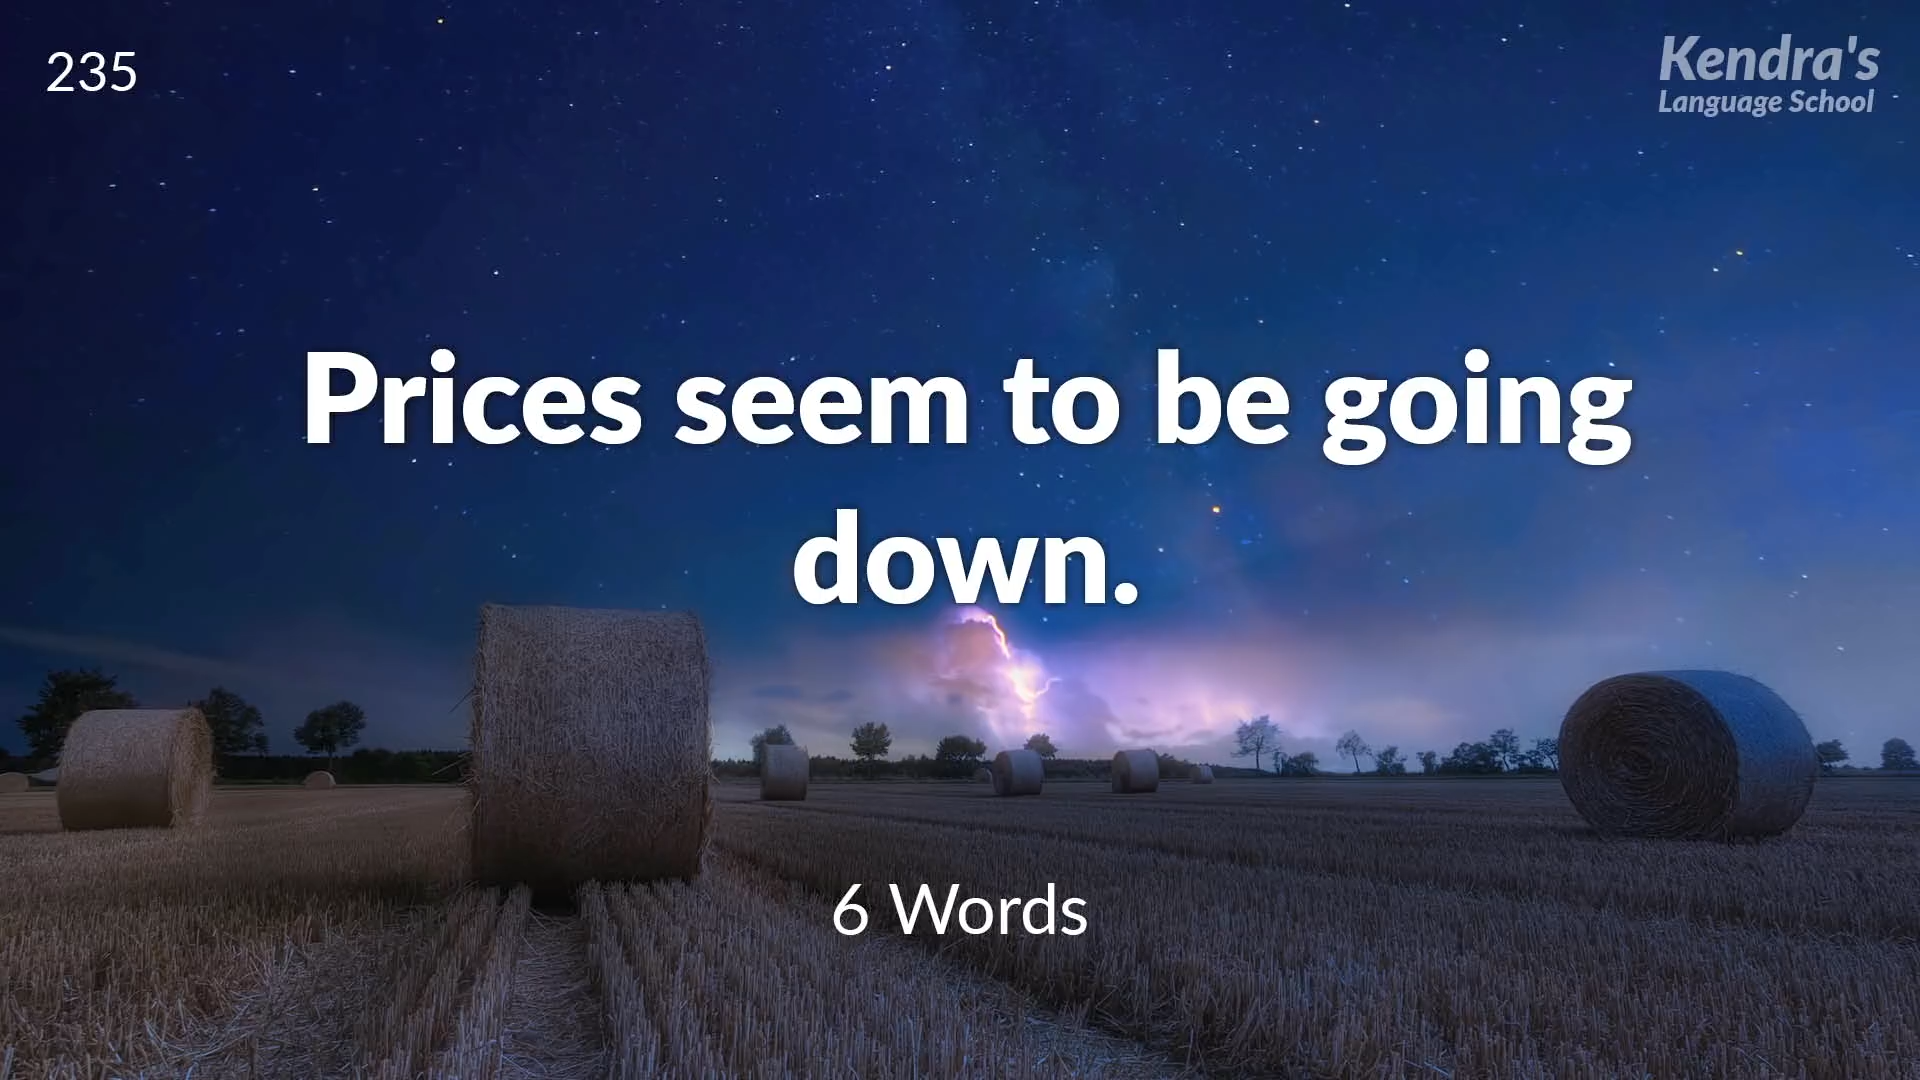 235
Kendra's
Language School
Prices seem to be going
down.
6 Words